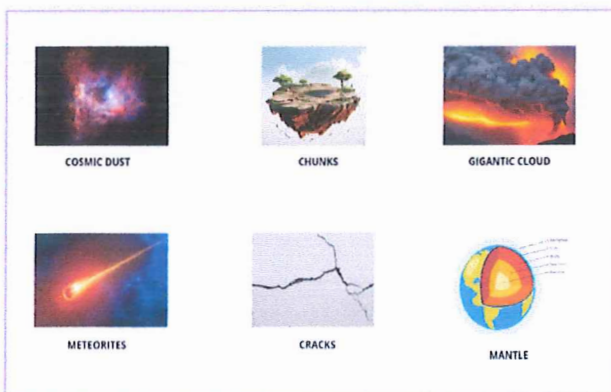 COSMIC DUST
CHUNKS
GIGANTIC CLOUD
METEORITES
CRACKS
MANTLE